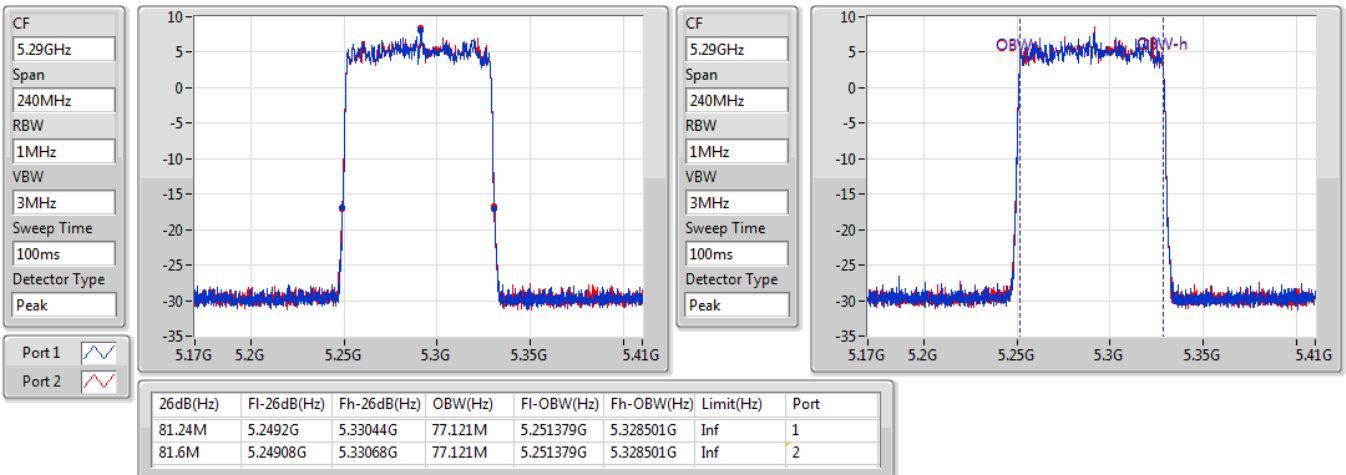 CF
5.29GHz
Span
240MHz
RBW
1MHz
VBW
3MHz
Sweep Time
100ms
Detector Type
Peak
Port 1
Port 2
10
5
0
-5
-10
-15
-20
-25
-30
-35
5.17G 5.2G 5.25G 5.3G 5.35G 5.41G
CF
5.29GHz
Span
240MHz
RBW
1MHz
VBW
3MHz
Sweep Time
100ms
Detector Type
Peak
10
5
0
-5
-10
-15
-20
-25
-30
-35
OBW-h
5.17G 5.2G 5.25G 5.3G 5.35G 5.41G
26dB(Hz) Fl-26dB(Hz) Fh-26dB(Hz) OBW(Hz) Fl-OBW(Hz) Fh-OBW(Hz) Limit(Hz) Port
81.24M 5.2492G 5.33044G 77.121M 5.251379G 5.328501G Inf 1
81.6M 5.24908G 5.33068G 77.121M 5.251379G 5.328501G Inf 2